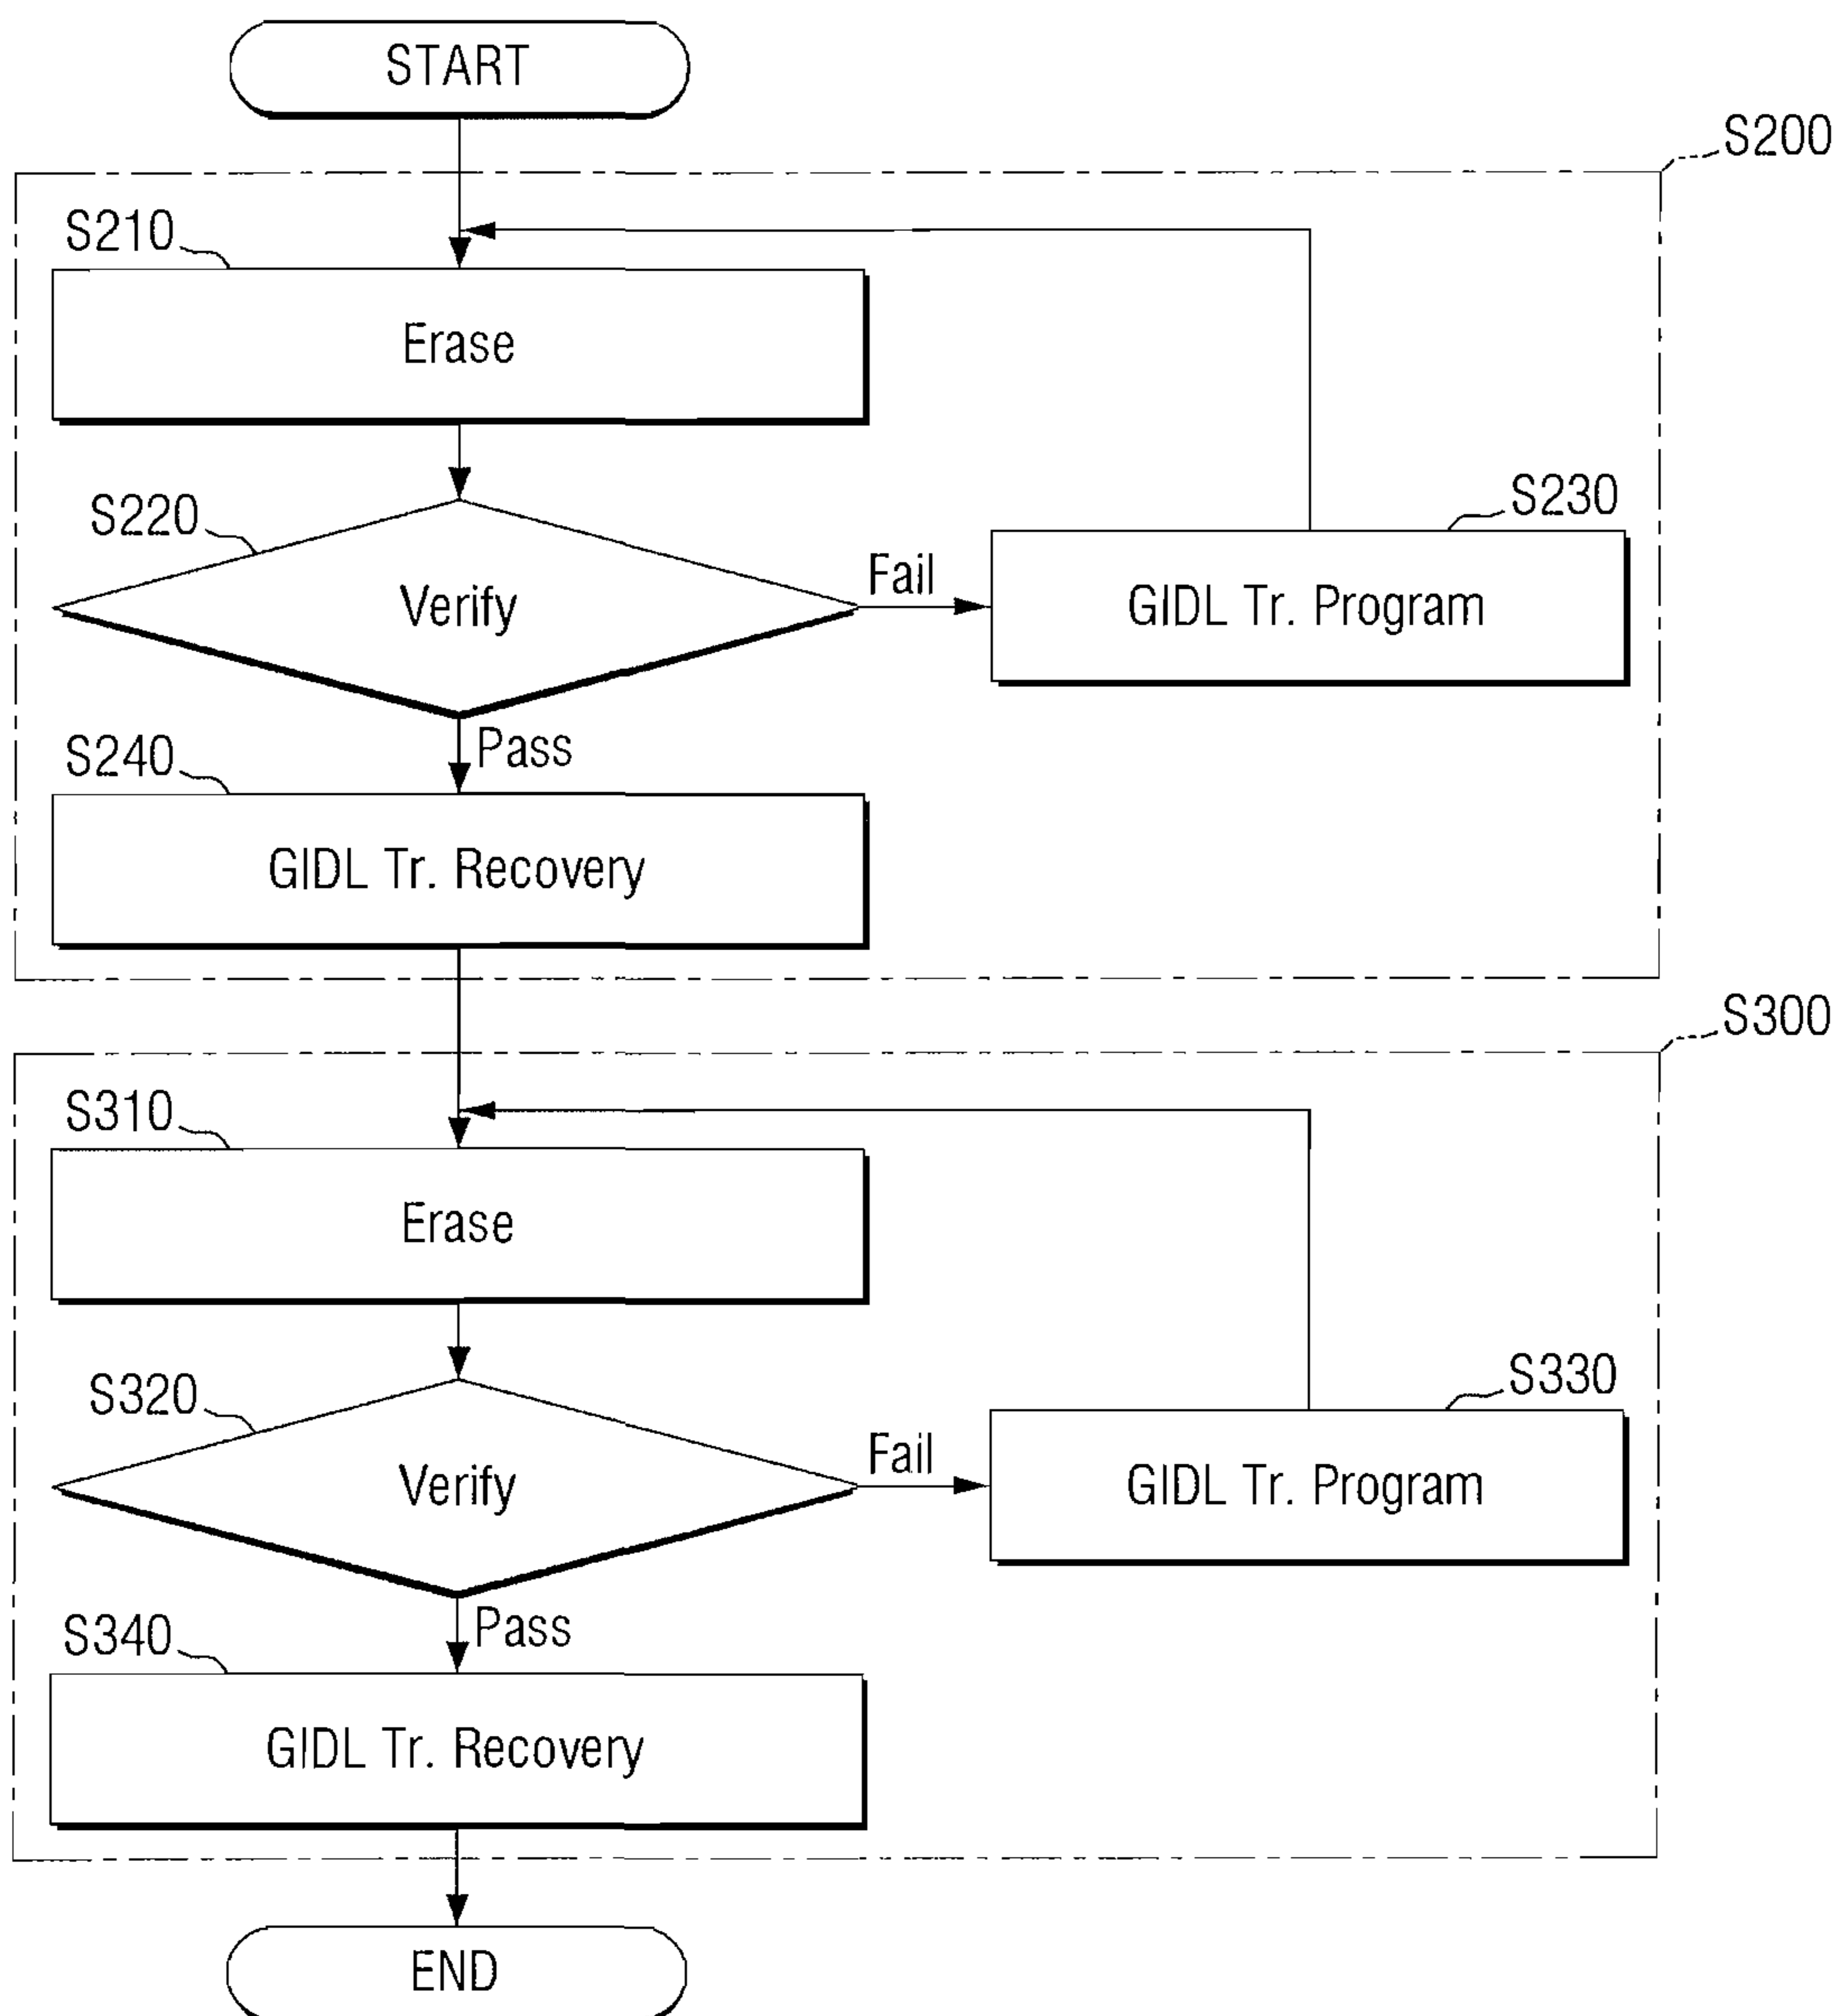 START
S200
S210
Erase
S220
Verify
Fail
S230
GIDL Tr. Program
Pass
S240
GIDL Tr. Recovery
S300
S310
Erase
S320
Verify
Fail
S330
GIDL Tr. Program
Pass
S340
GIDL Tr. Recovery
END